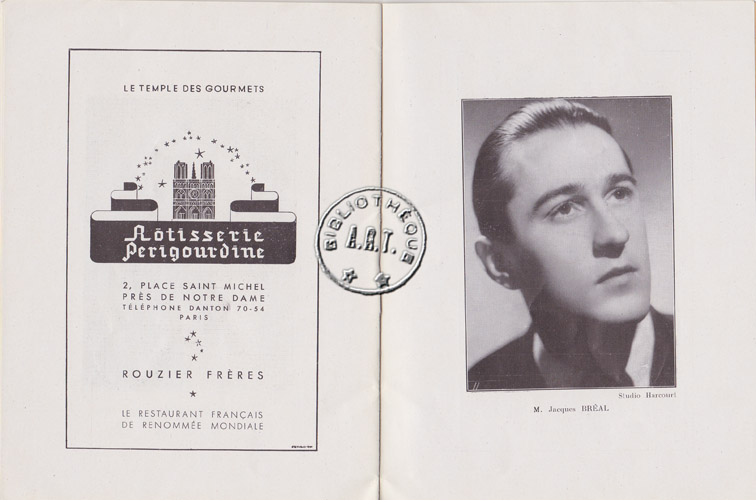 LE TEMPLE DES GOURMETS
Rôtisserie
Périgourdine
2, PLACE SAINT MICHEL
PRÈS DE NOTRE DAME
TÉLÉPHONE DANTON 70-54
PARIS
ROUZIER FRÈRES
LE RESTAURANT FRANÇAIS
DE RENOMMÉE MONDIALE
BIBLIOTHÈQUE
A.R.T.
Studio Harcourt
M. Jacques BRÉAL